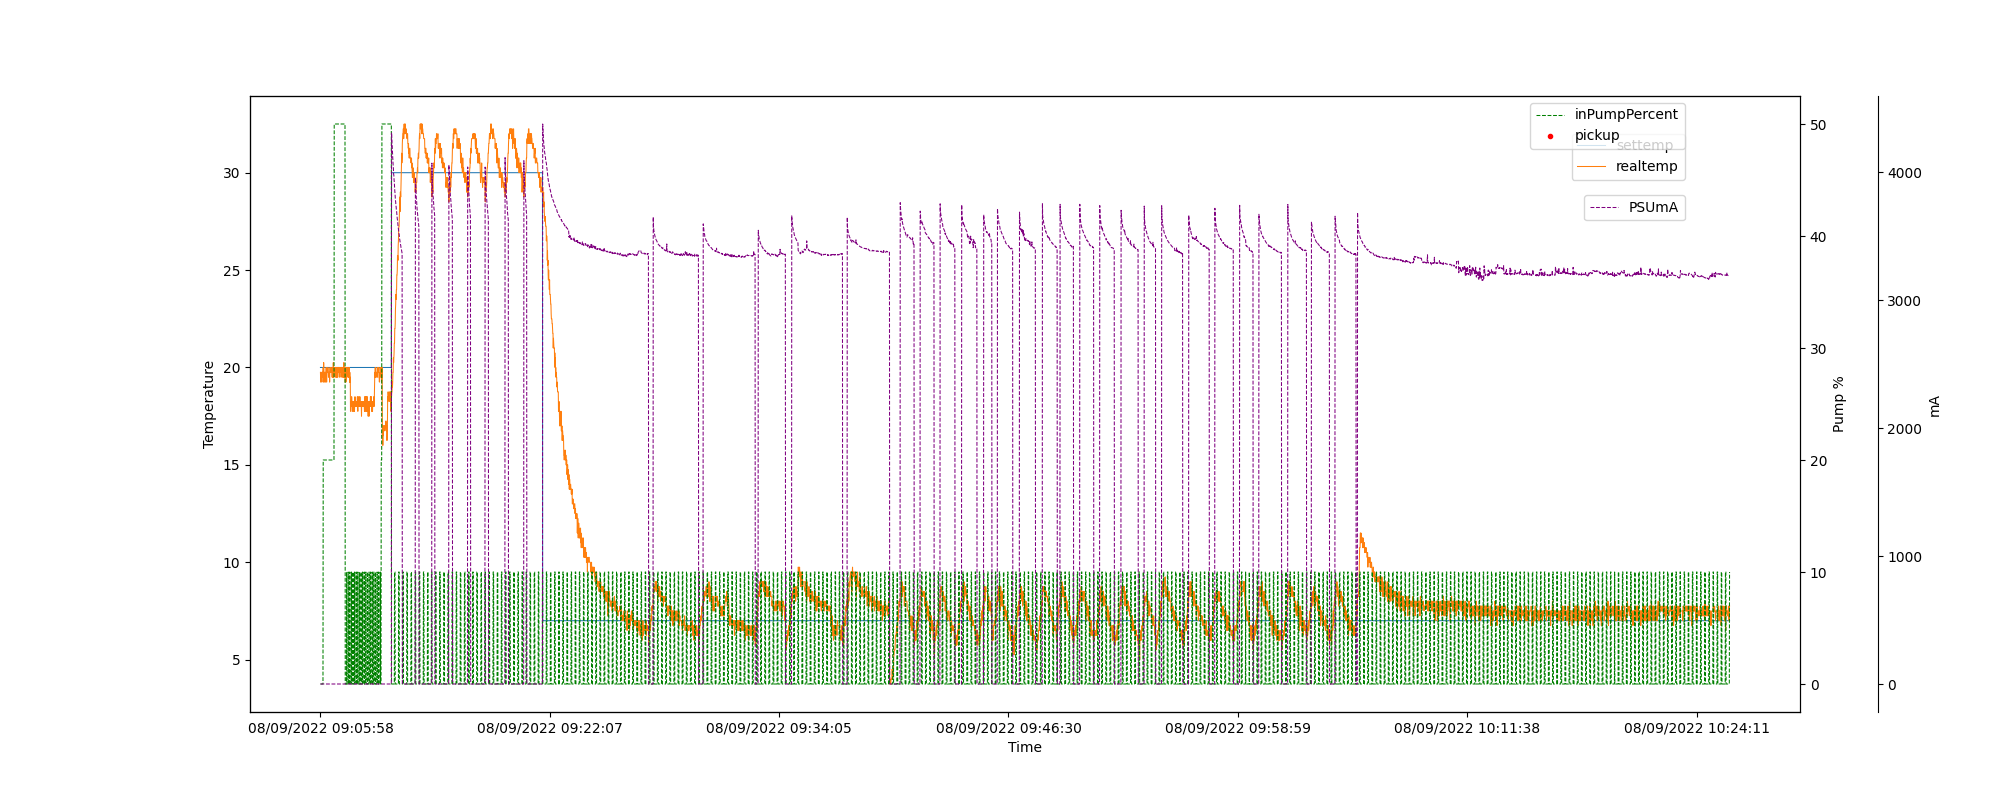 inPumpPercent
pickup
settemp
realtemp
PSUmA
30
25
20
15
10
5
Temperature
50
40
30
20
10
0
Pump %
4000
3000
2000
1000
0
mA
08/09/2022 09:05:58
08/09/2022 09:22:07
08/09/2022 09:34:05
08/09/2022 09:46:30
08/09/2022 09:58:59
08/09/2022 10:11:38
08/09/2022 10:24:11
Time